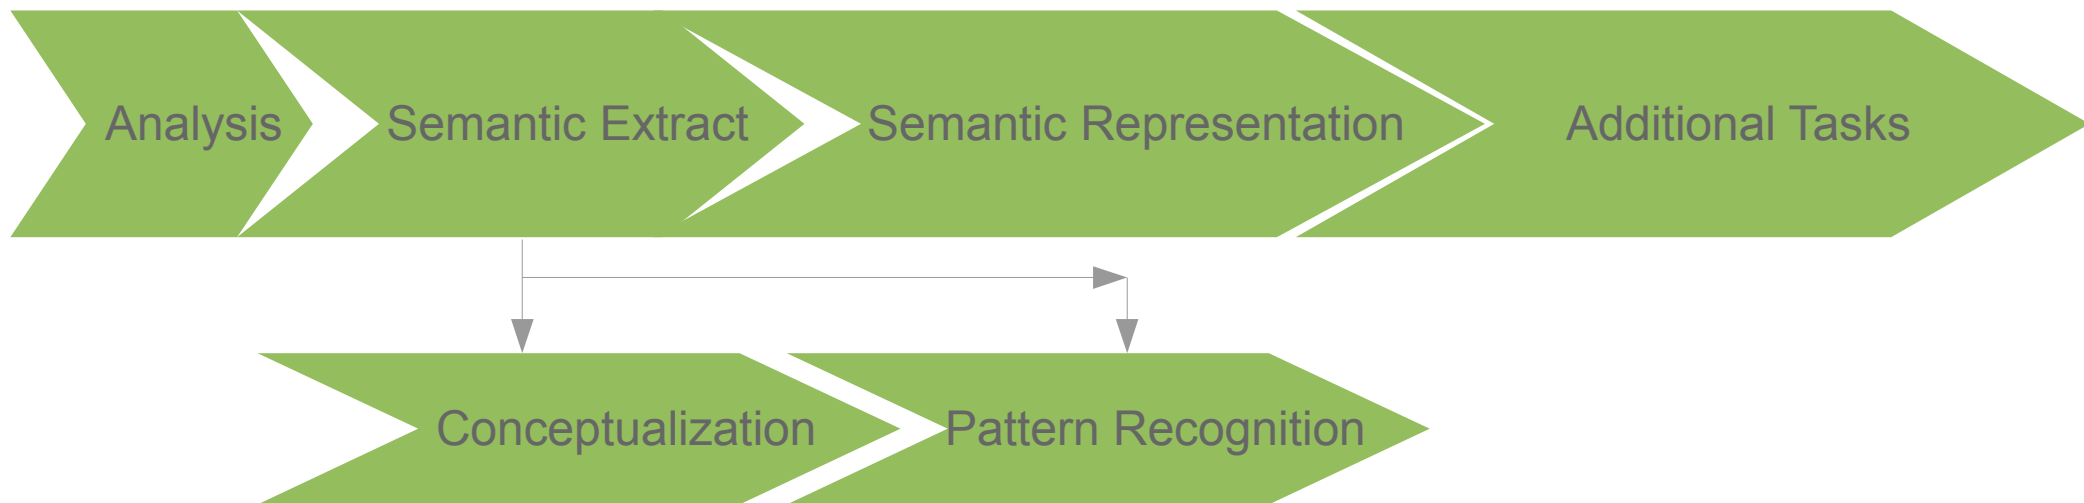 Analysis
Semantic Extract
Semantic Representation
Additional Tasks
Conceptualization
Pattern Recognition